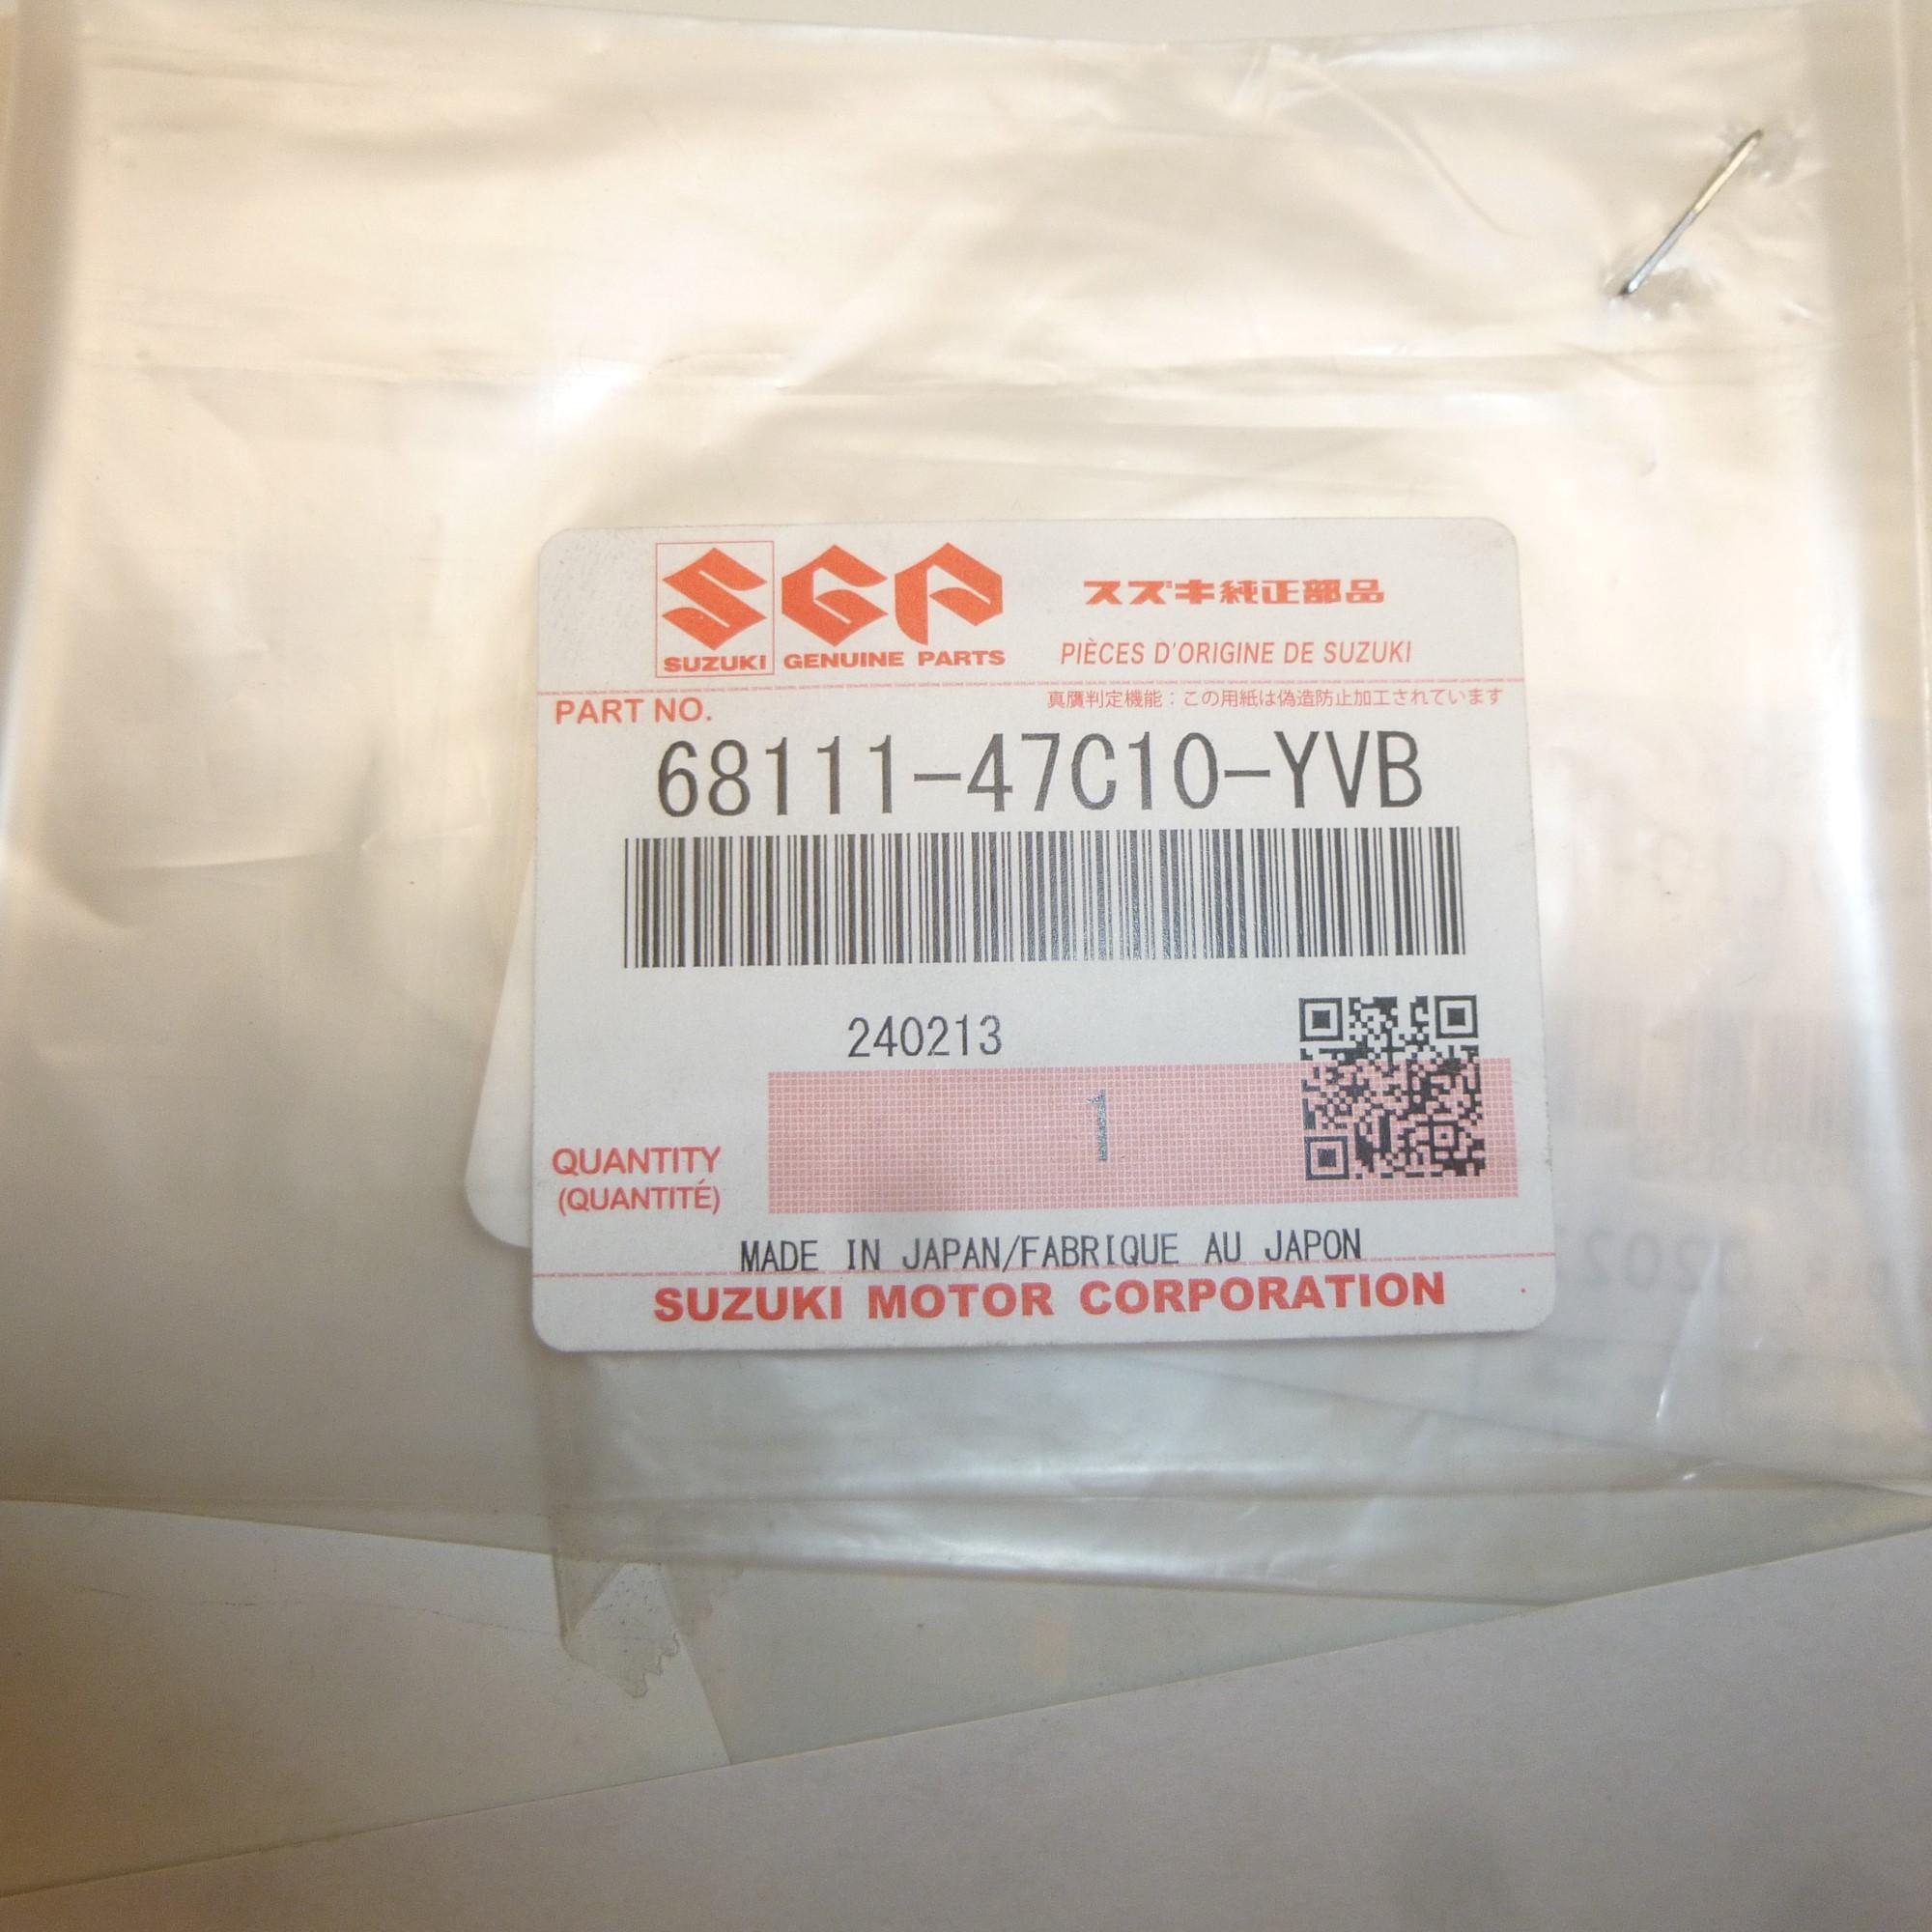 SGP スズキ純正部品
SUZUKI GENUINE PARTS PIÈCES D'ORIGINE DE SUZUKI
PART NO. 真贋判定機能：この用紙は偽造防止加工されています
68111-47C10-YVB
240213
1
QUANTITY
(QUANTITÉ)
MADE IN JAPAN/FABRIQUE AU JAPON
SUZUKI MOTOR CORPORATION